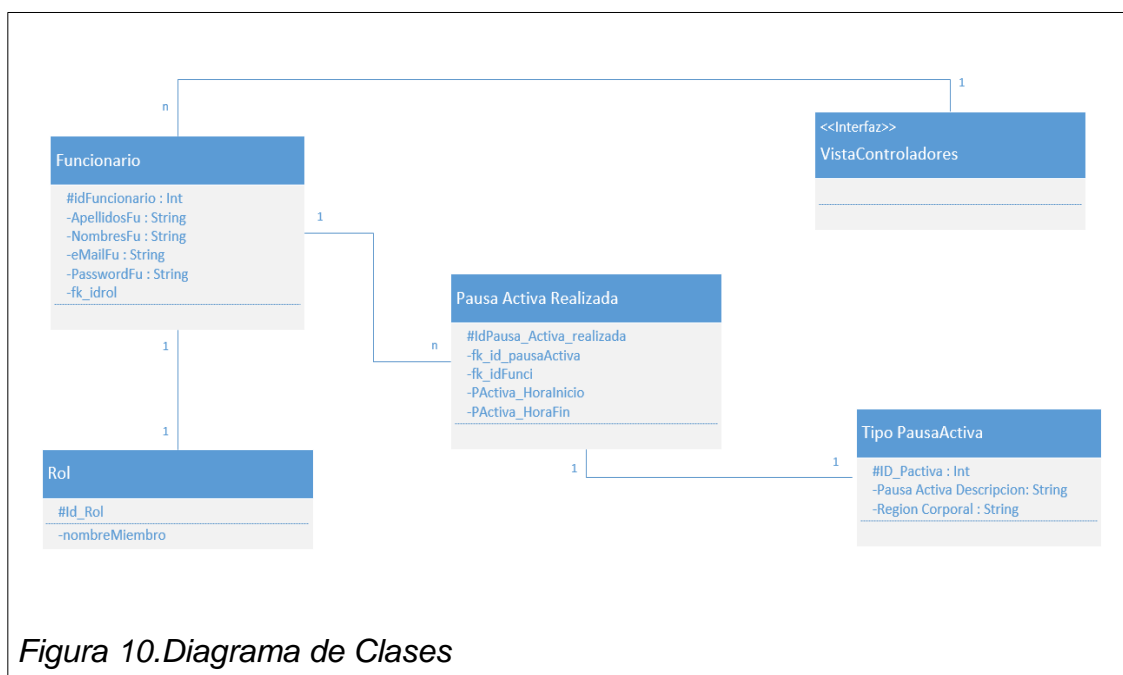 n
1
<<Interfaz>>
VistaControladores
Funcionario
#idFuncionario : Int
-ApellidosFu : String
-NombresFu : String
-eMailFu : String
-PasswordFu : String
-fk_idrol
1
n
Pausa Activa Realizada
#IdPausa_Activa_realizada
-fk_id_pausaActiva
-fk_idFunci
-PActiva_HoraInicio
-PActiva_HoraFin
1
1
Rol
#Id_Rol
-nombreMiembro
1
1
Tipo PausaActiva
#ID_Pactiva : Int
-Pausa Activa Descripcion: String
-Region Corporal : String
Figura 10.Diagrama de Clases